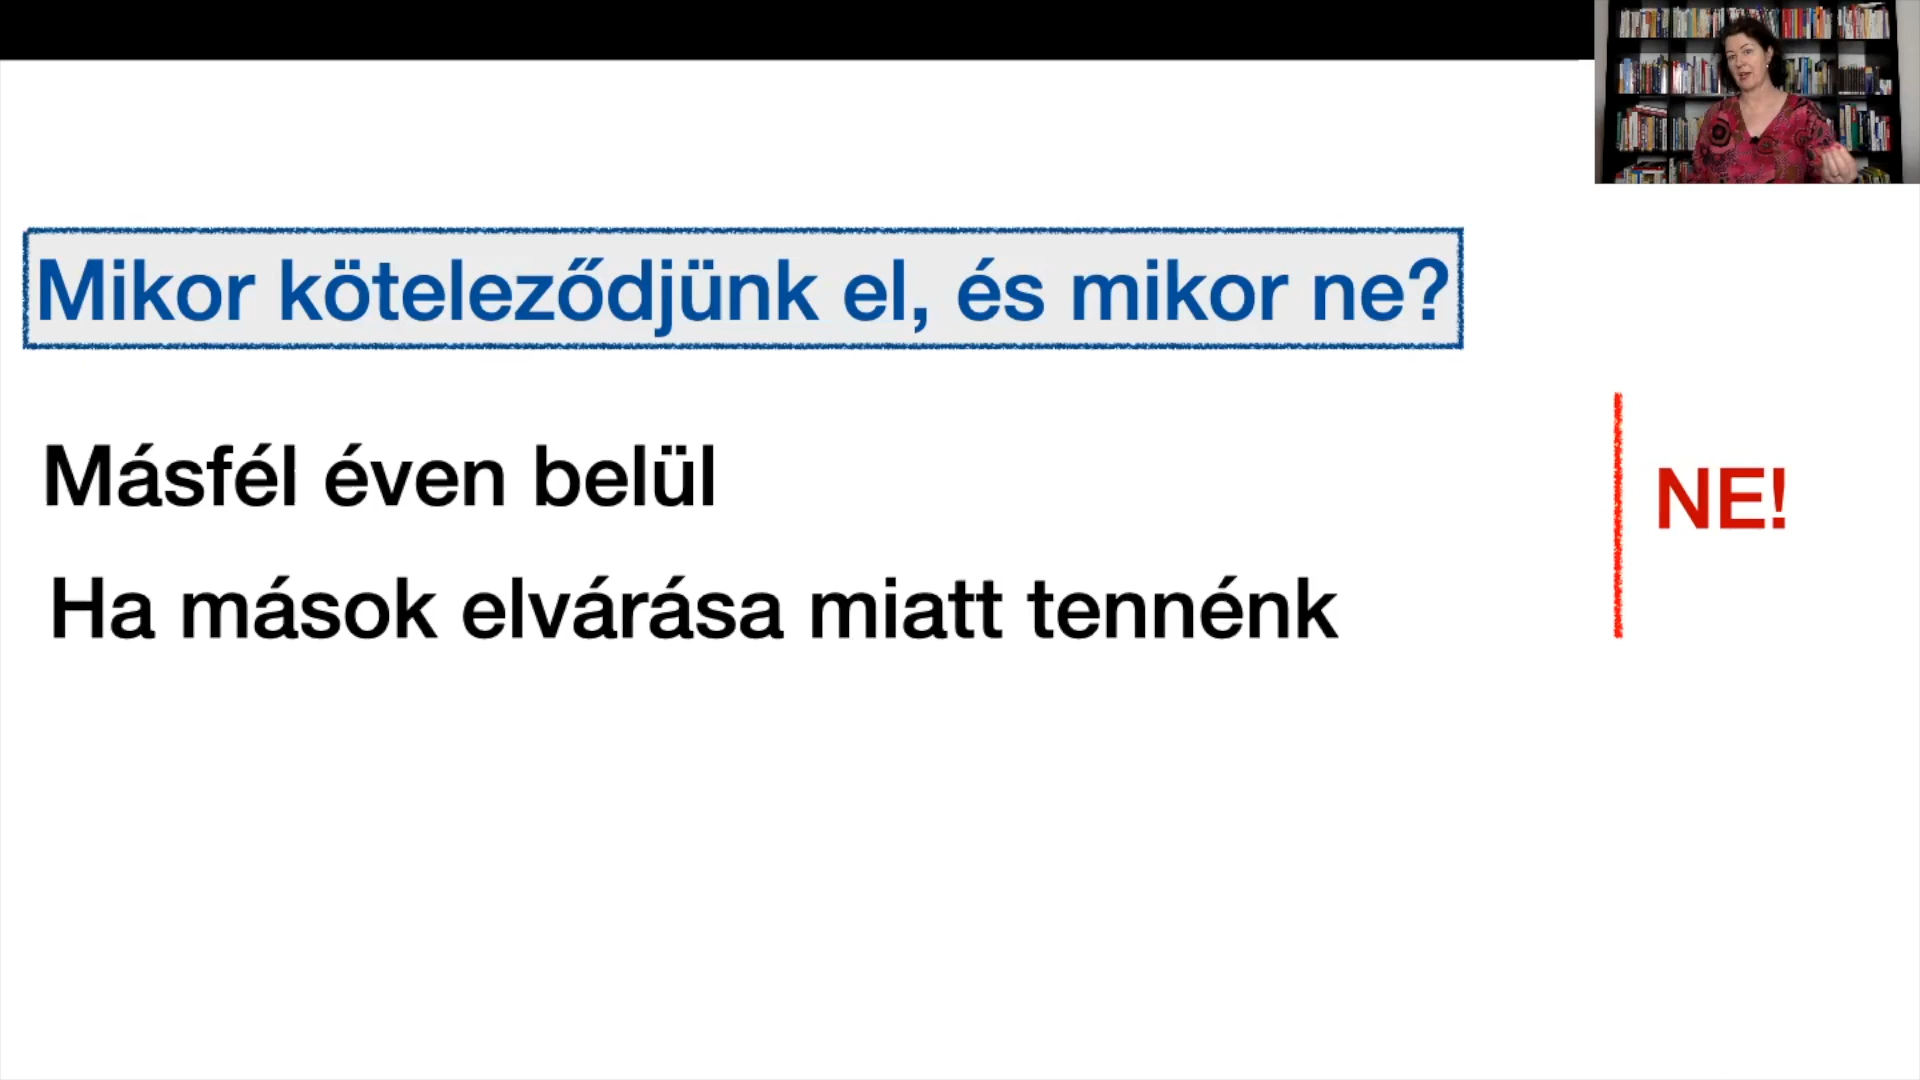 Mikor köteleződjünk el, és mikor ne?
Másfél éven belül
NE!
Ha mások elvárása miatt tennénk